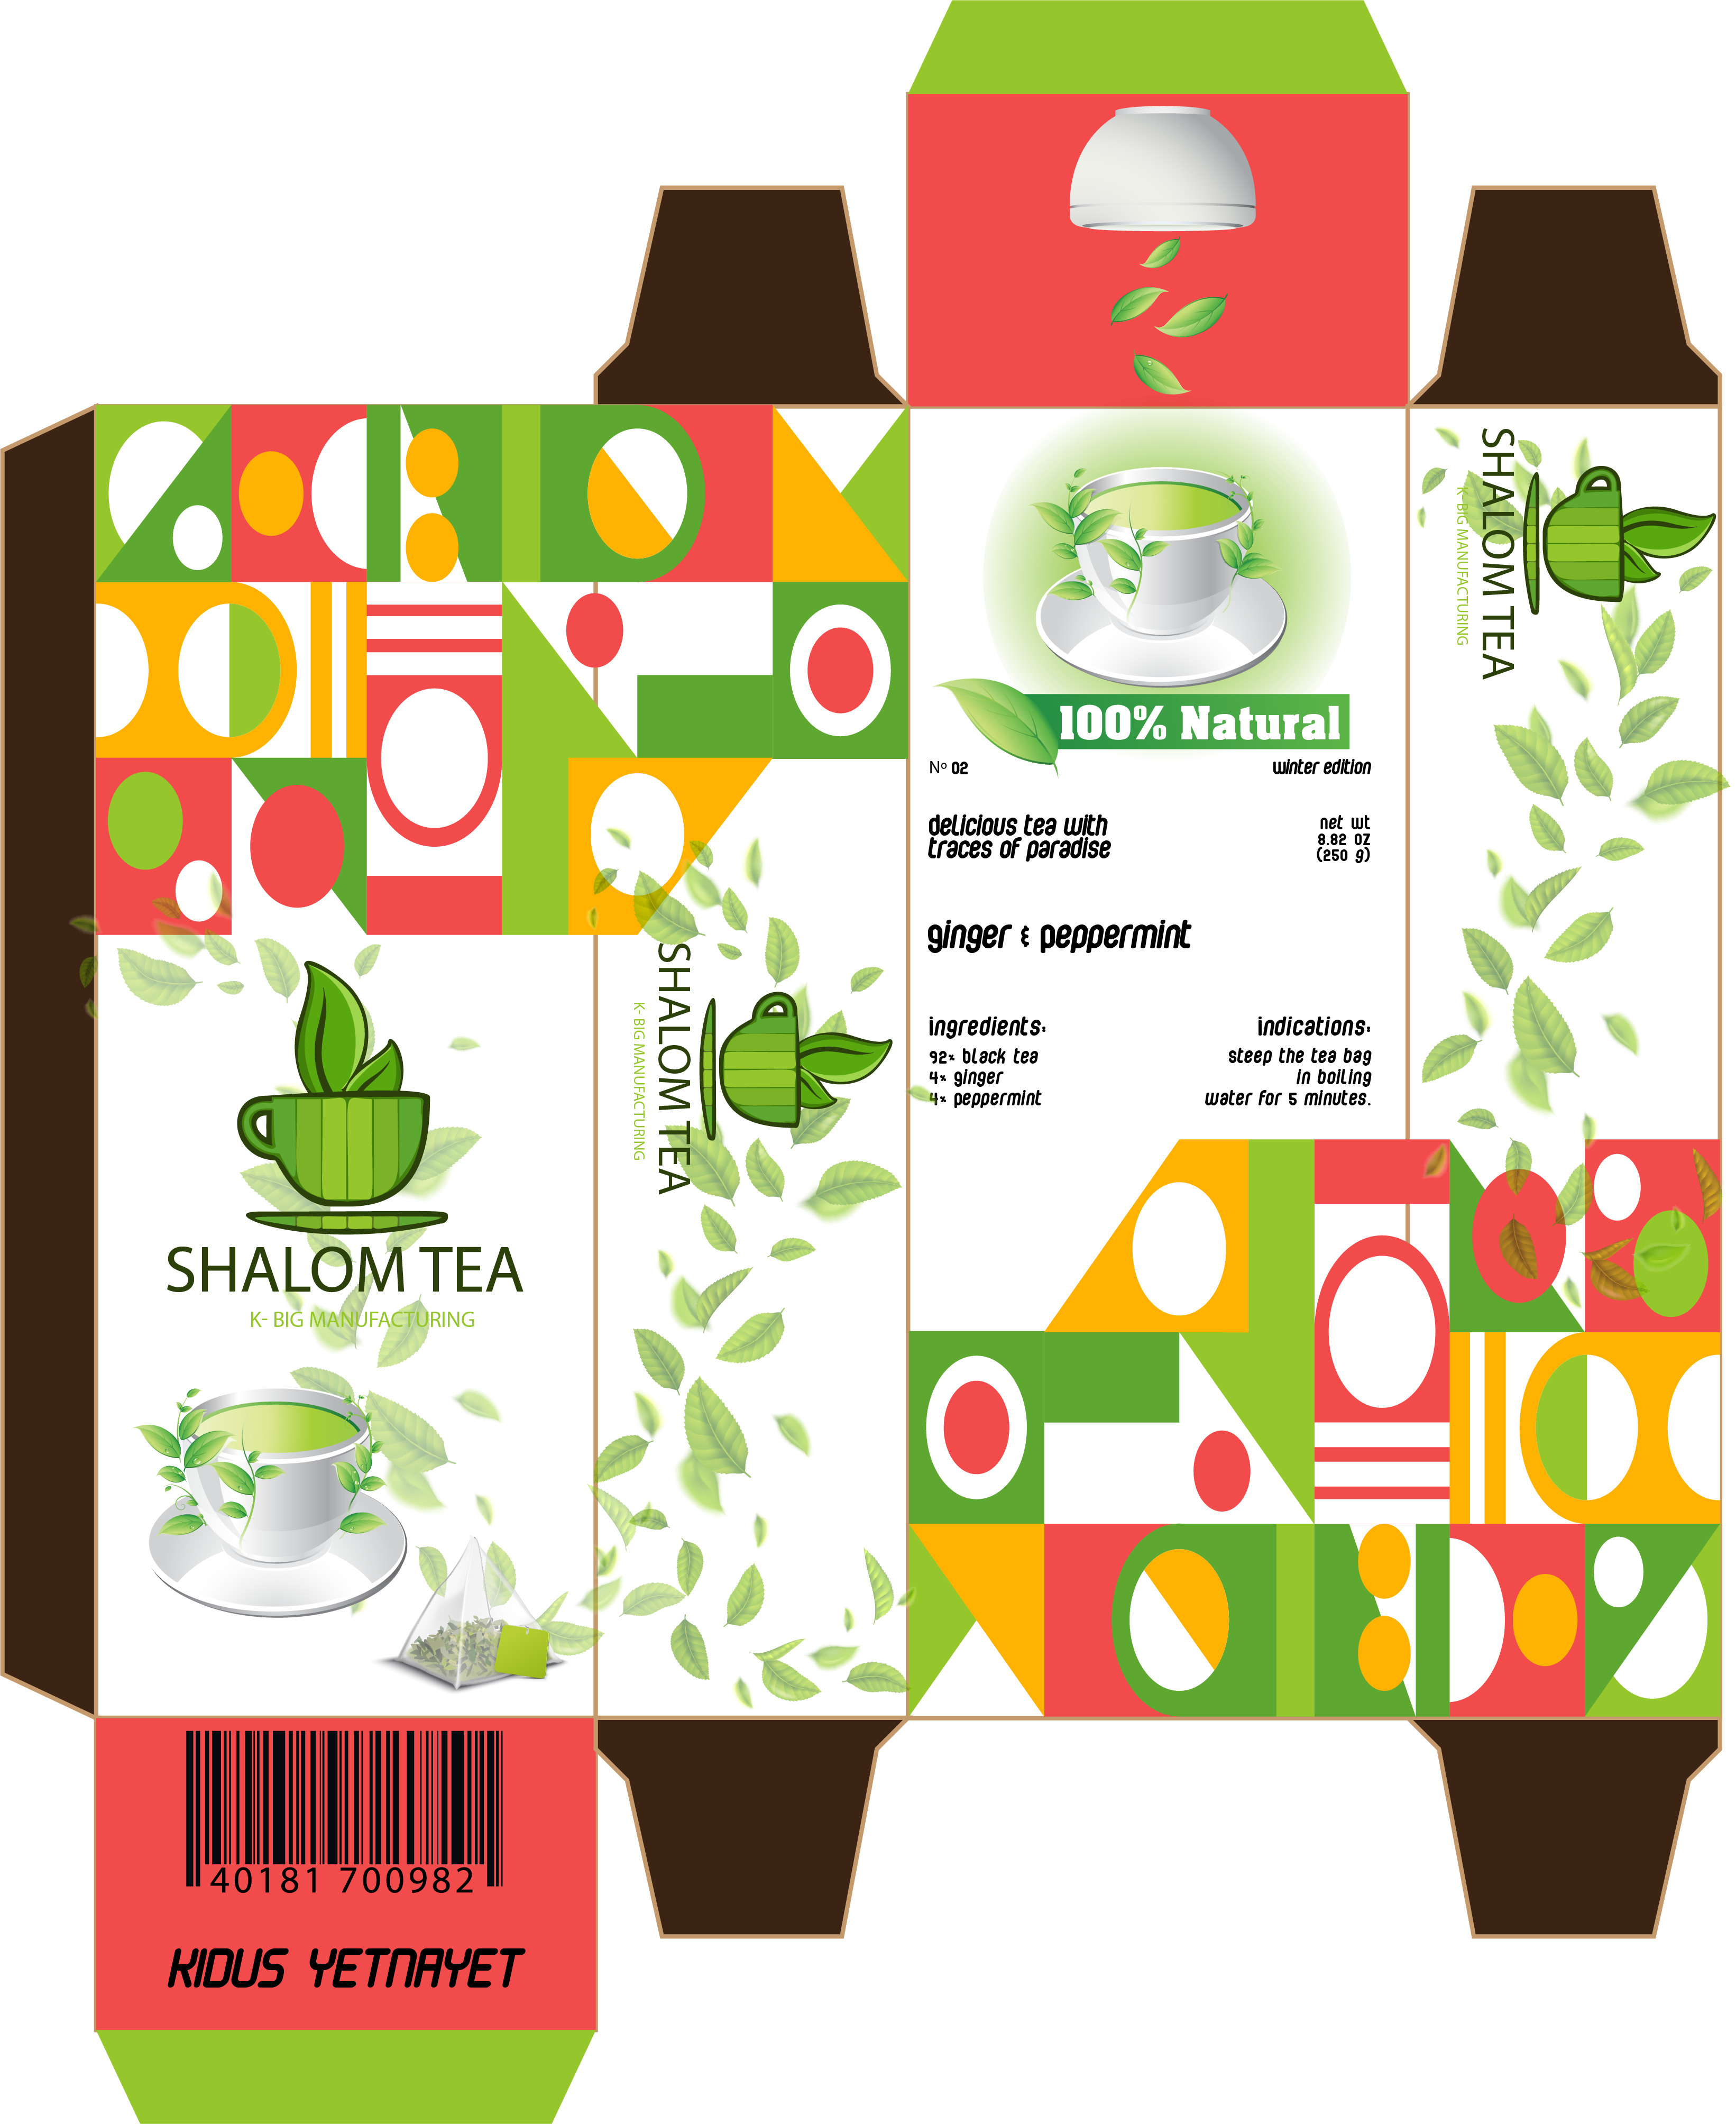 SHALOM TEA
K- BIG MANUFACTURING
40181 700982
KIDUS YETNAYET
SHALOM TEA
K- BIG MANUFACTURING
100% Natural
Nº 02
winter edition
delicious tea with
traces of paradise
net wt
8.82 OZ
(250 g)
ginger & peppermint
ingredients:
92% black tea
4% ginger
4% peppermint
indications:
steep the tea bag
in boiling
water for 5 minutes.
SHALOM TEA
K- BIG MANUFACTURING